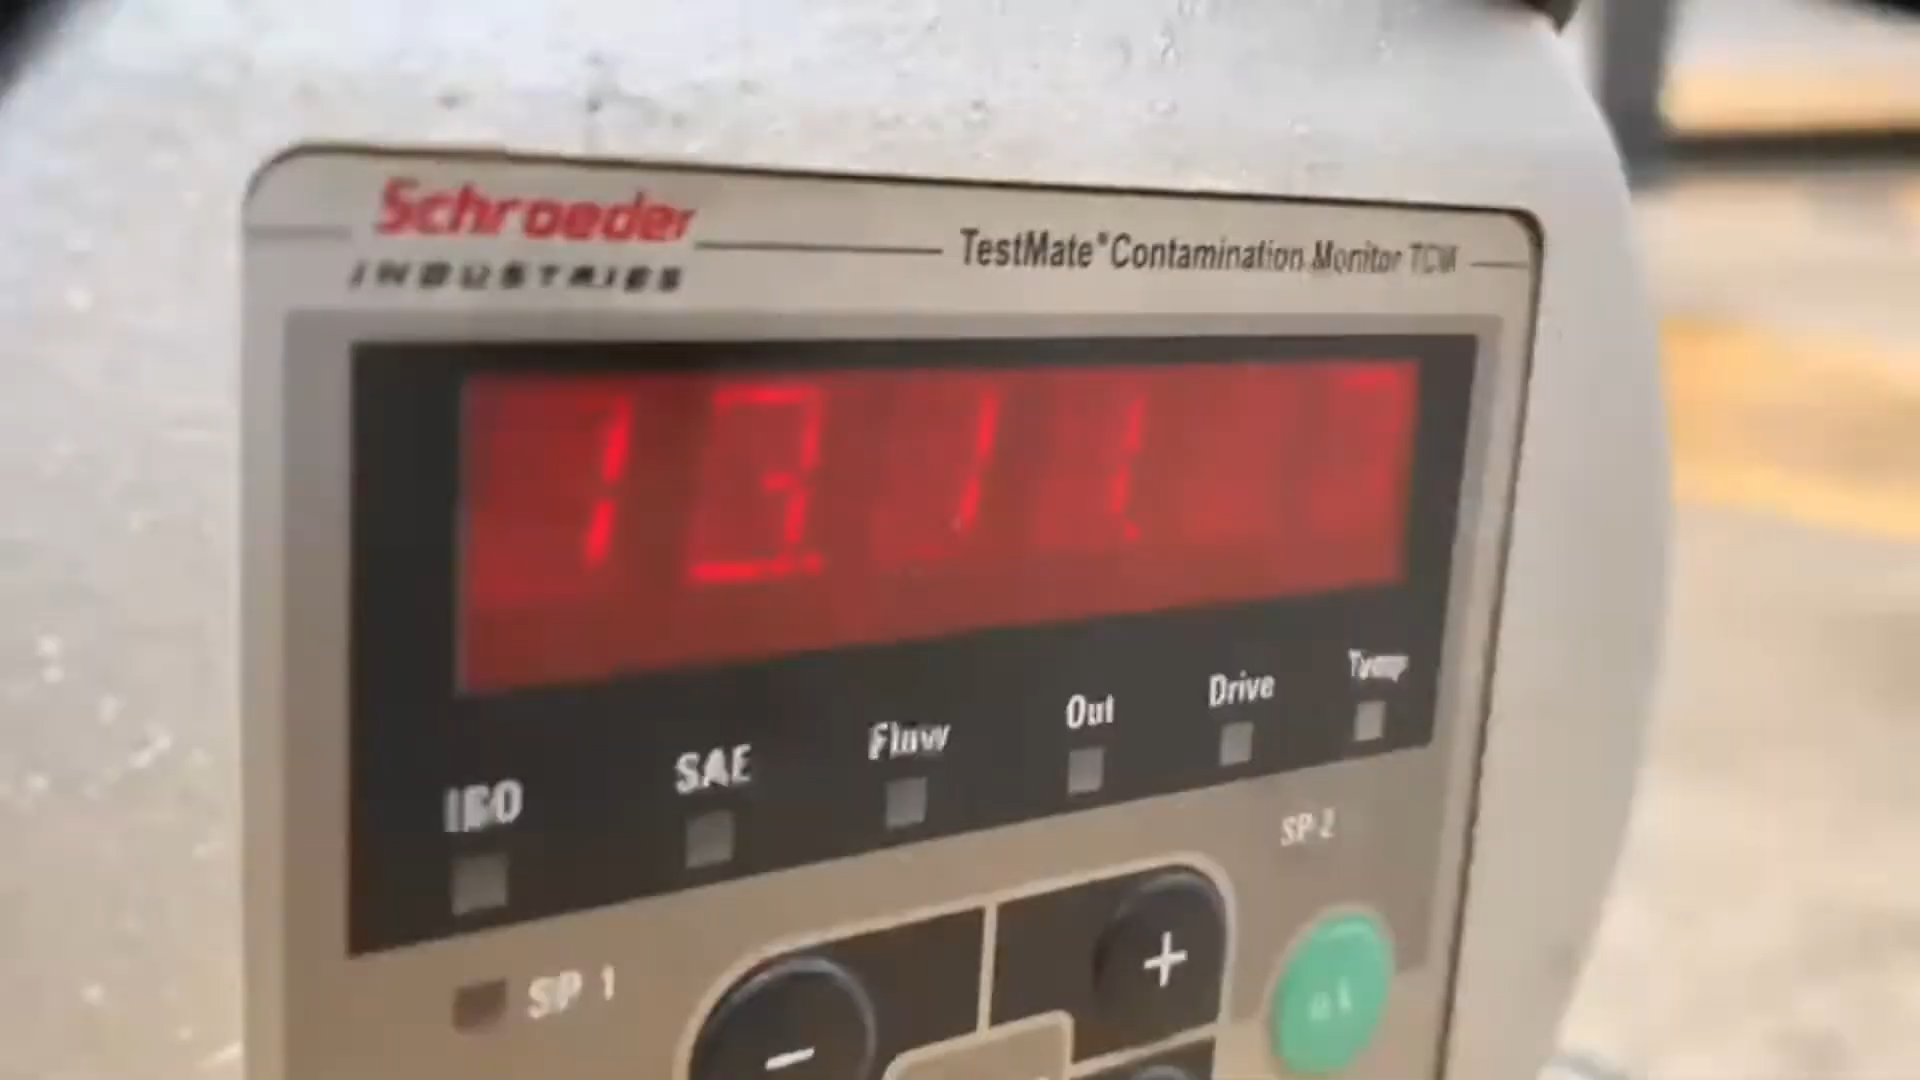 Schroeder
INDUSTRIES
TestMate® Contamination Monitor TCM
ISO
SAE
Flow
Out
Drive
Temp
SP 1
SP 2
-
+